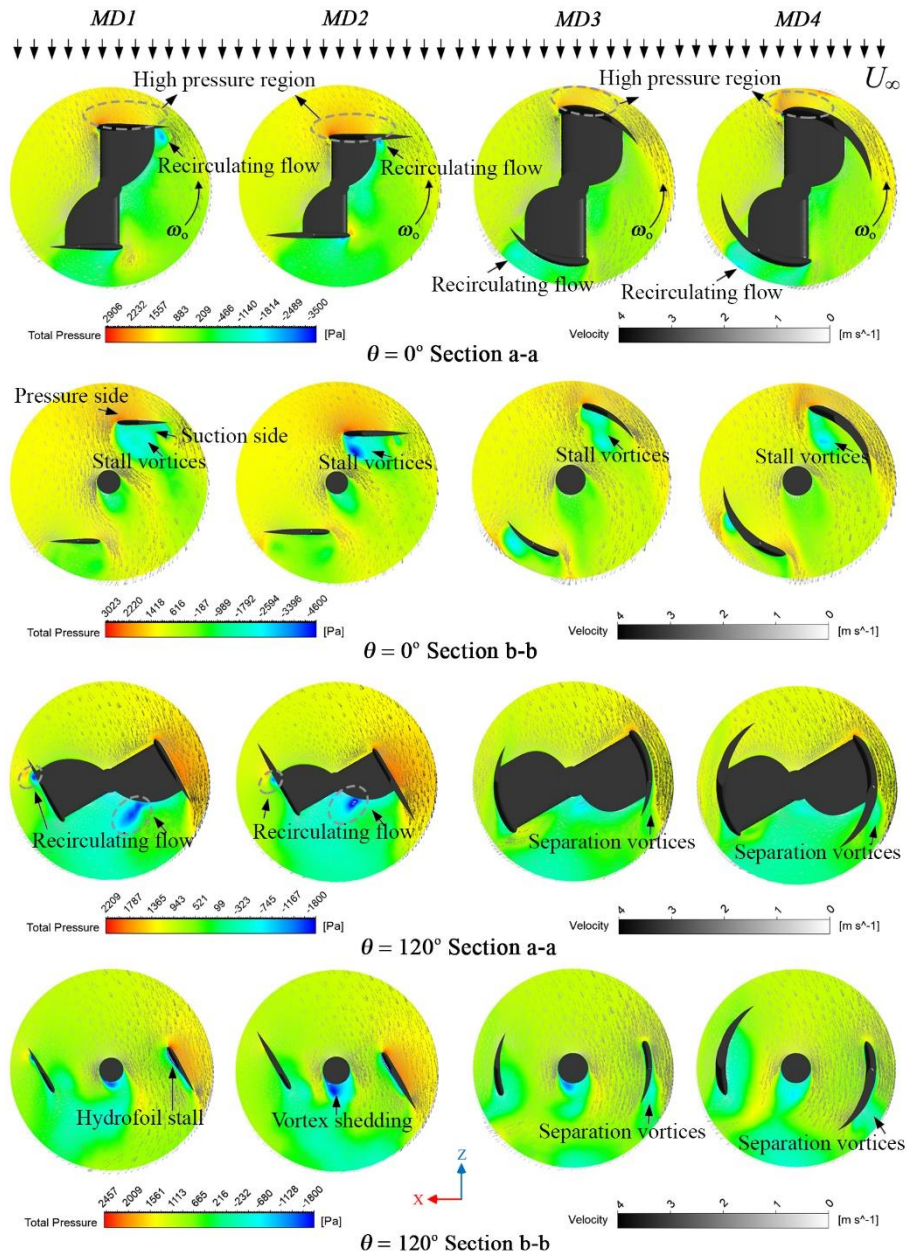 MD1 MD2 MD3 MD4
U∞
High pressure region High pressure region
Recirculating flow Recirculating flow
ωo ωo ωo ωo
Recirculating flow Recirculating flow
2906 2232 1557 883 209 -466 -1140 -1814 -2489 -3500
Total Pressure [Pa]
4 3 2 1 0
Velocity [m s^-1]
θ = 0° Section a-a
Pressure side
Suction side
Stall vortices Stall vortices Stall vortices Stall vortices
3023 2220 1418 616 -187 -989 -1792 -2594 -3396 -4600
Total Pressure [Pa]
4 3 2 1 0
Velocity [m s^-1]
θ = 0° Section b-b
Recirculating flow Recirculating flow Separation vortices Separation vortices
2209 1787 1365 943 521 99 -323 -745 -1167 -1800
Total Pressure [Pa]
4 3 2 1 0
Velocity [m s^-1]
θ = 120° Section a-a
Hydrofoil stall Vortex shedding Separation vortices Separation vortices
Z
X
2457 2009 1561 1113 665 216 -232 -680 -1128 -1800
Total Pressure [Pa]
4 3 2 1 0
Velocity [m s^-1]
θ = 120° Section b-b